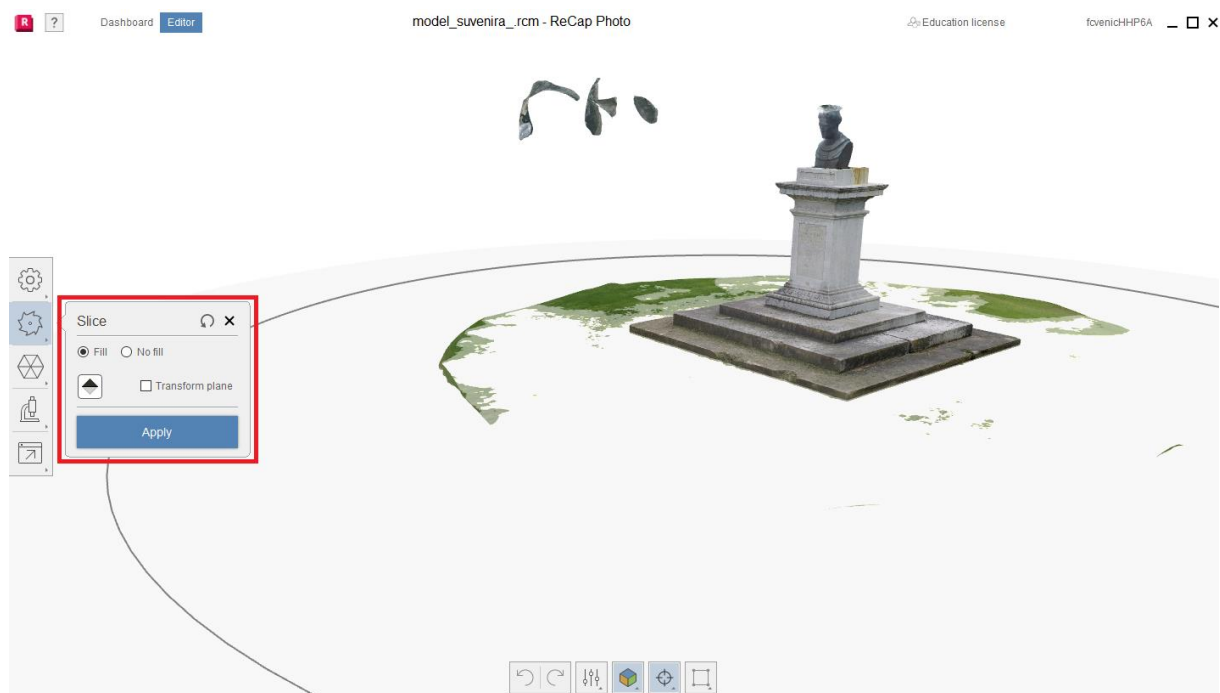 R ? Dashboard Editor model_suvenira_.rcm - ReCap Photo Education license fcvenicHHP6A
Slice
Fill No fill
Transform plane
Apply